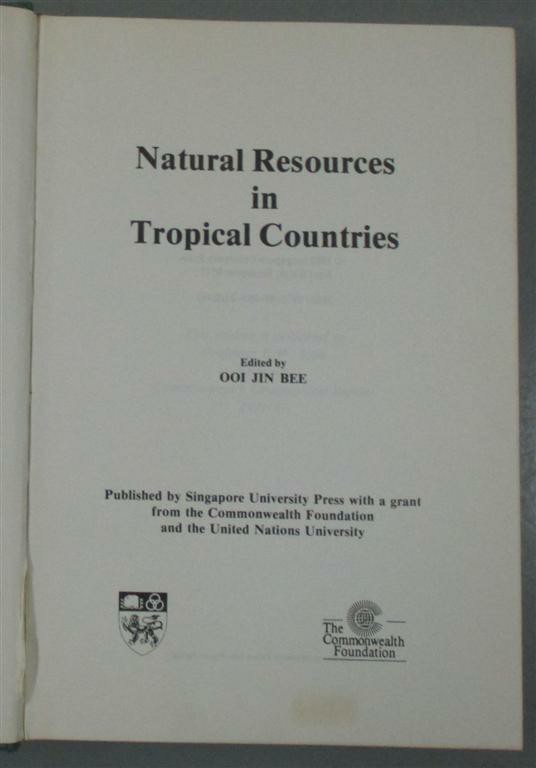 Natural Resources
in
Tropical Countries
Edited by
OOI JIN BEE
Published by Singapore University Press with a grant
from the Commonwealth Foundation
and the United Nations University
The
Commonwealth
Foundation